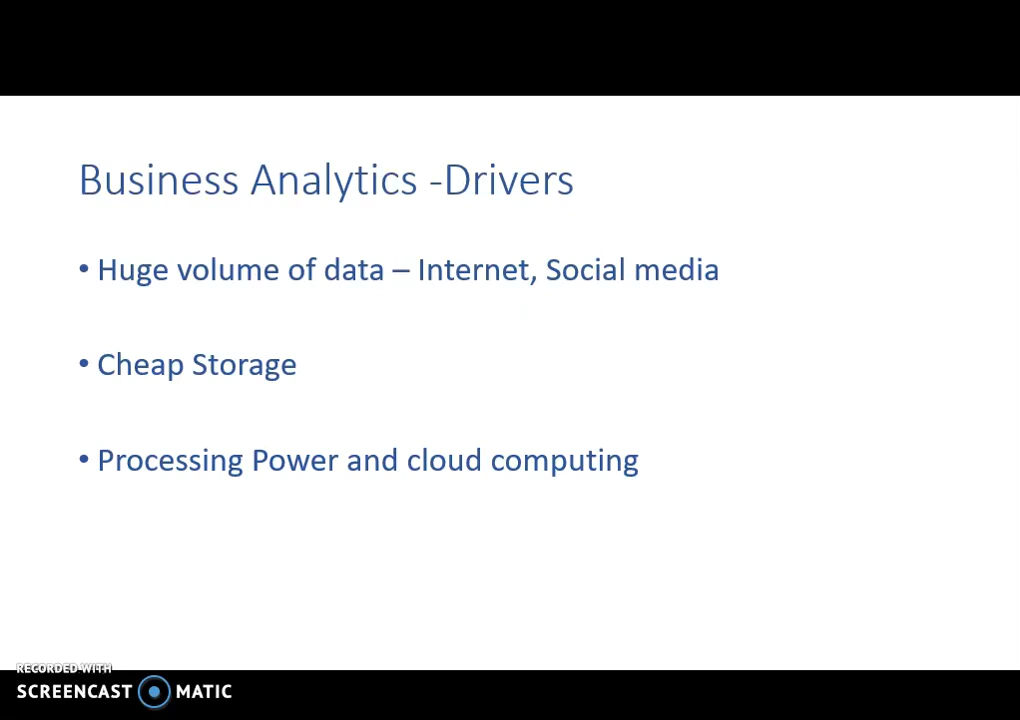 Business Analytics -Drivers
• Huge volume of data – Internet, Social media
• Cheap Storage
• Processing Power and cloud computing
RECORDED WITH
SCREENCAST MATIC